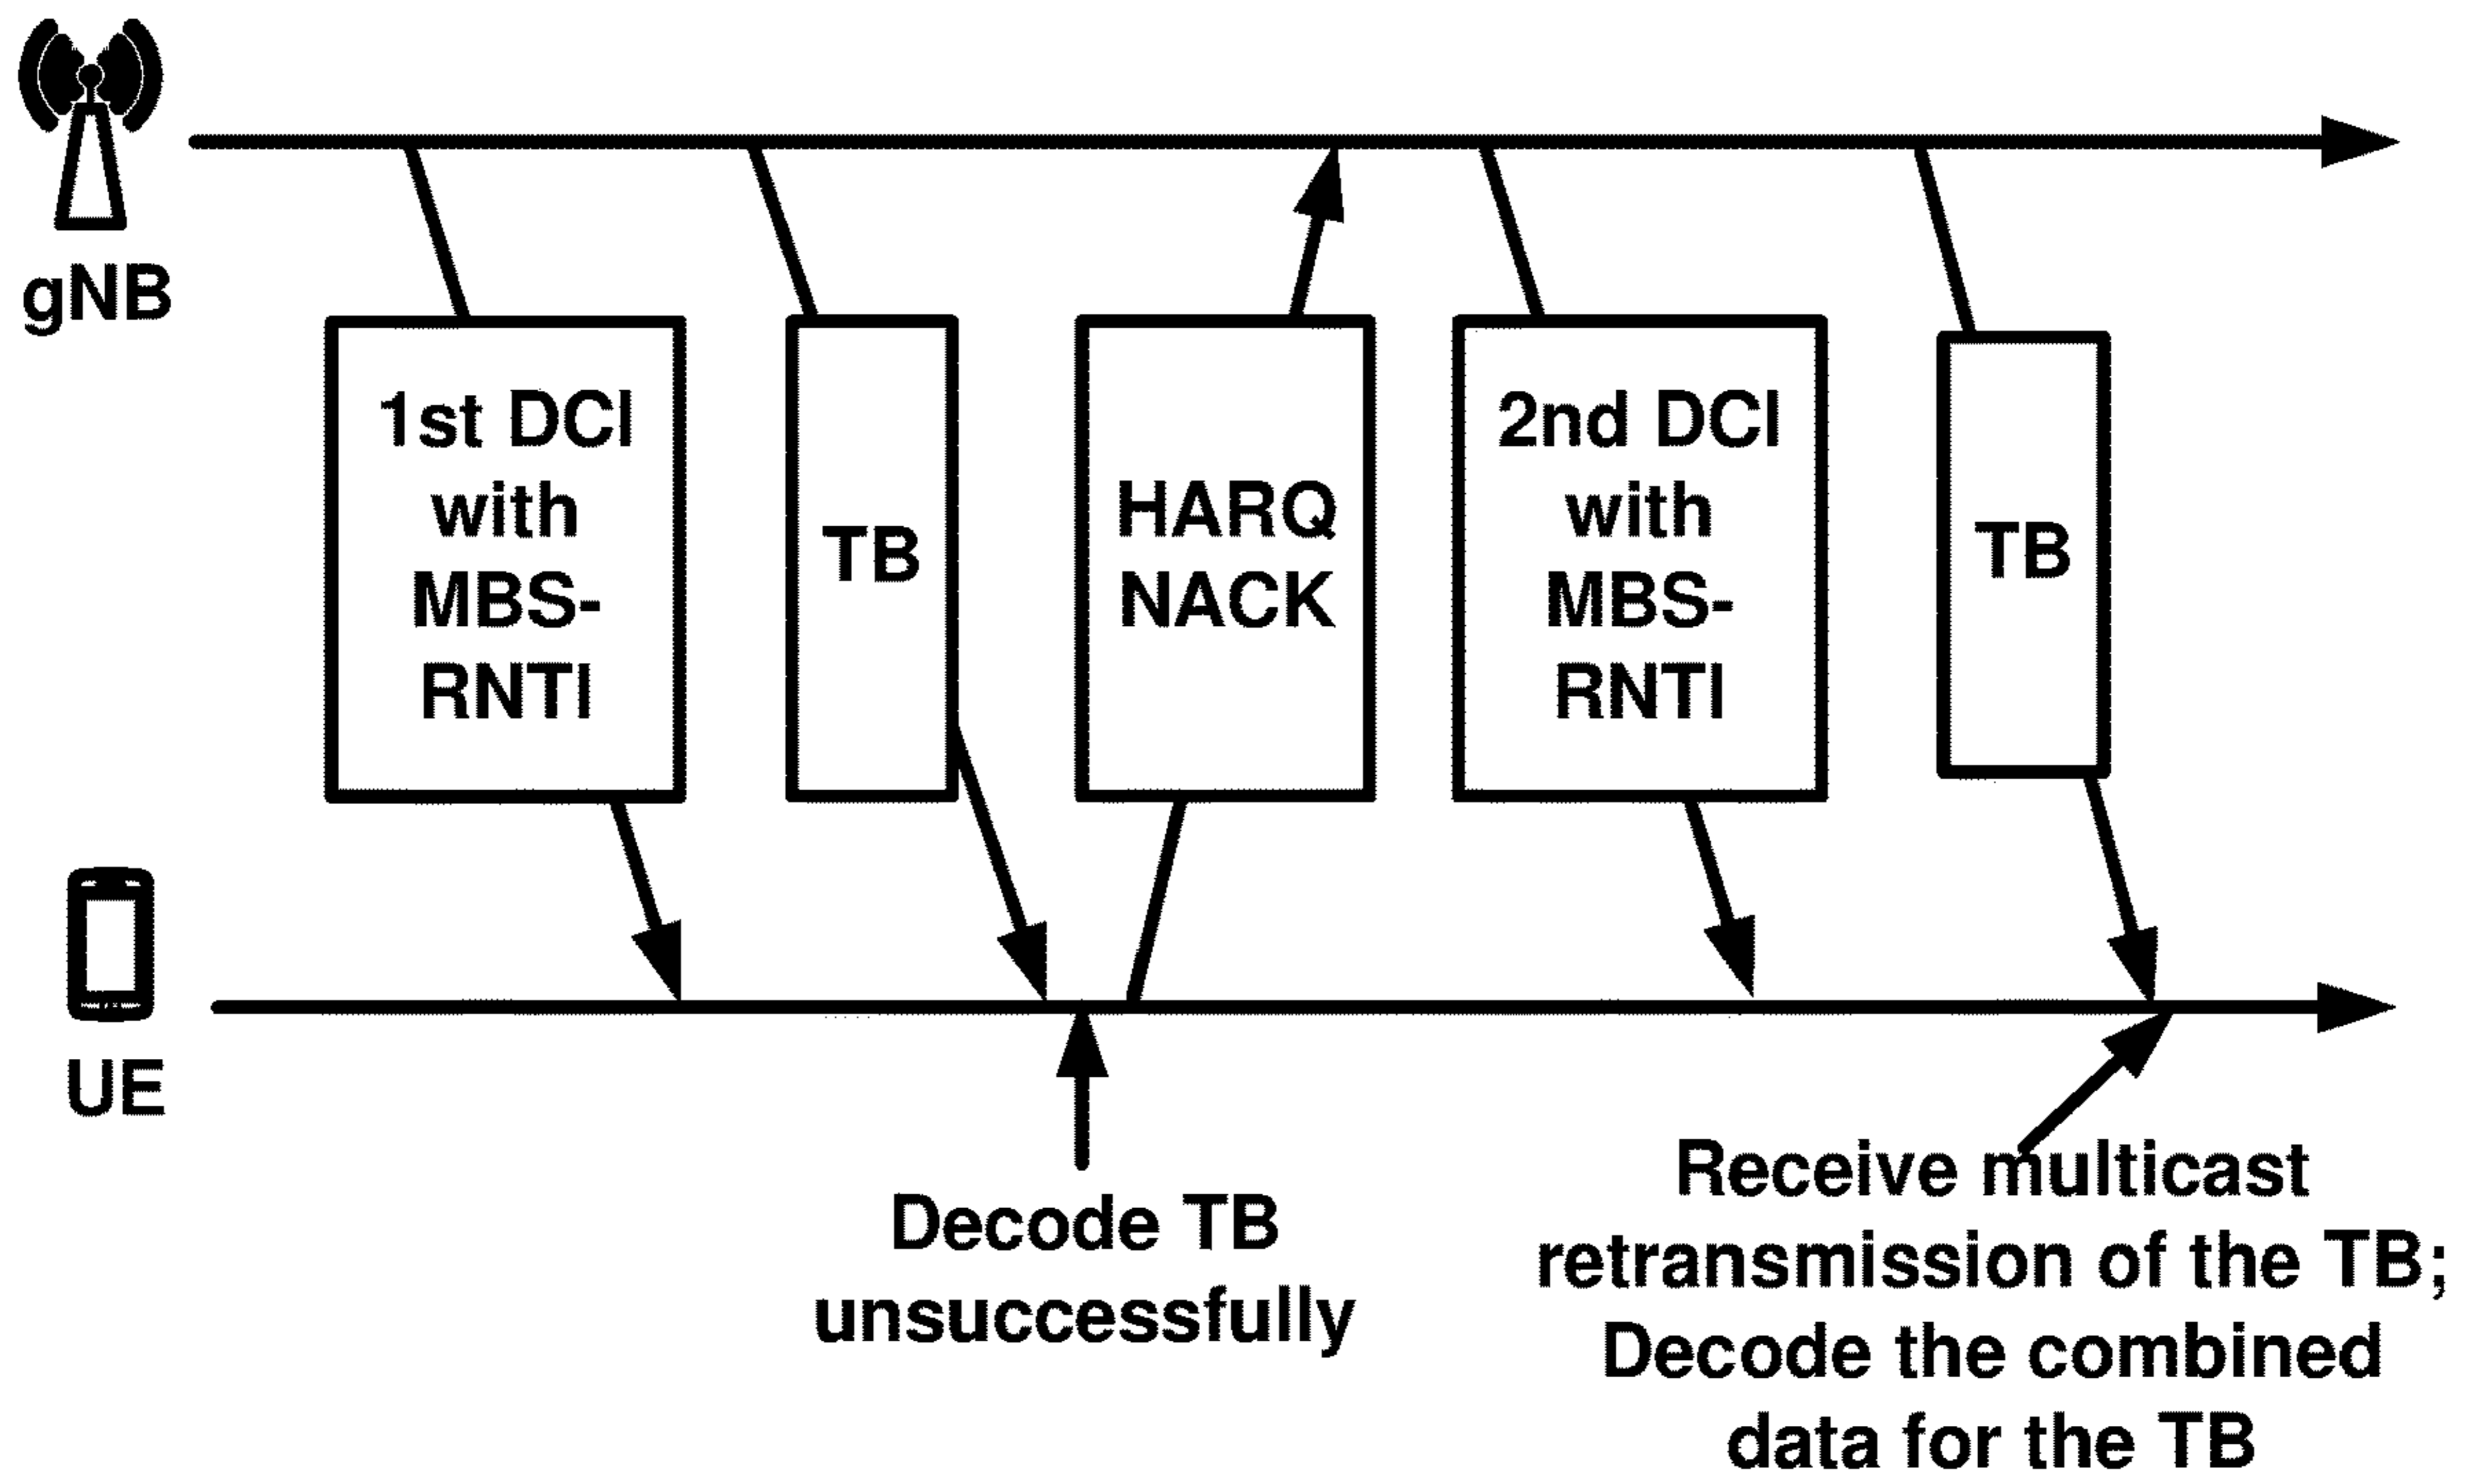 gNB
1st DCI
with
MBS-
RNTI
TB
HARQ
NACK
2nd DCI
with
MBS-
RNTI
TB
UE
Decode TB
unsuccessfully
Receive multicast
retransmission of the TB;
Decode the combined
data for the TB